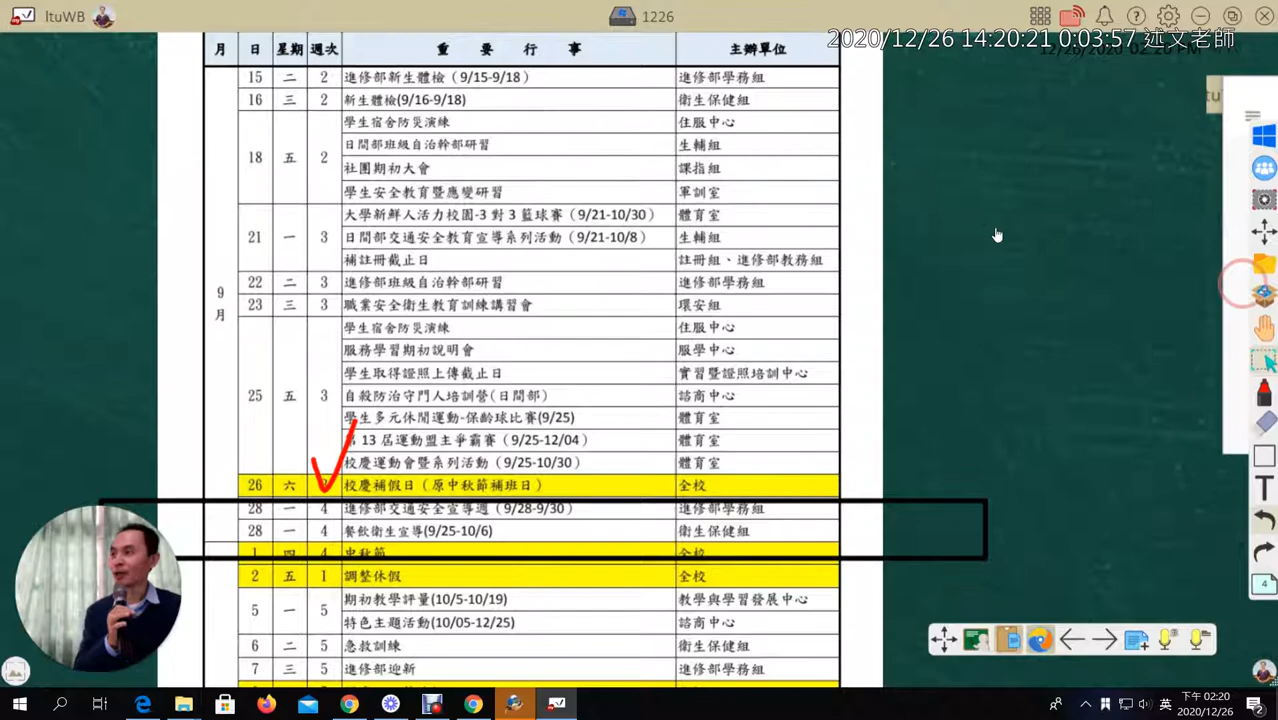 ItuWB
1226
2020/12/26 14:20:21 0:03:57 述文老師
月 日 星期 週次 重要行事 主辦單位
15 二 2 進修部新生體檢（9/15-9/18） 進修部學務組
16 三 2 新生體檢(9/16-9/18) 衛生保健組
學生宿舍防災演練 住服中心
日間部班級自治幹部研習 生輔組
18 五 2
社團期初大會 課指組
學生安全教育暨應變研習 軍訓室
大學新鮮人活力校園-3 對 3 籃球賽（9/21-10/30） 體育室
21 一 3 日間部交通安全教育宣導系列活動（9/21-10/8） 生輔組
補註冊截止日 註冊組、進修部教務組
22 二 3 進修部班級自治幹部研習 進修部學務組
9月
23 三 3 職業安全衛生教育訓練講習會 環安組
學生宿舍防災演練 住服中心
服務學習期初說明會 服學中心
學生取得證照上傳截止日 實習暨證照培訓中心
25 五 3 自殺防治守門人培訓營(日間部) 諮商中心
學生多元休閒運動-保齡球比賽(9/25) 體育室
第 13 屆運動盟主爭霸賽（9/25-12/04） 體育室
校慶運動會暨系列活動（9/25-10/30） 體育室
26 六 校慶補假日（原中秋節補班日） 全校
28 一 4 進修部交通安全宣導週（9/28-9/30） 進修部學務組
28 一 4 餐飲衛生宣導(9/25-10/6) 衛生保健組
1 四 4 中秋節 全校
2 五 1 調整休假 全校
5 一 5 期初教學評量(10/5-10/19) 教學與學習發展中心
特色主題活動(10/05-12/25) 諮商中心
6 二 5 急救訓練 衛生保健組
7 三 5 進修部迎新 進修部學務組
T
4
英
下午 02:20
2020/12/26
2